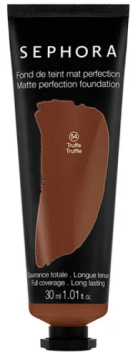 SEPHORA
Fond de teint mat perfection
Matte perfection foundation
54
Truffe
Truffle
Couvrance totale . Longue tenue
Full coverage . Long lasting
30 ml 1.01 fl.oz.